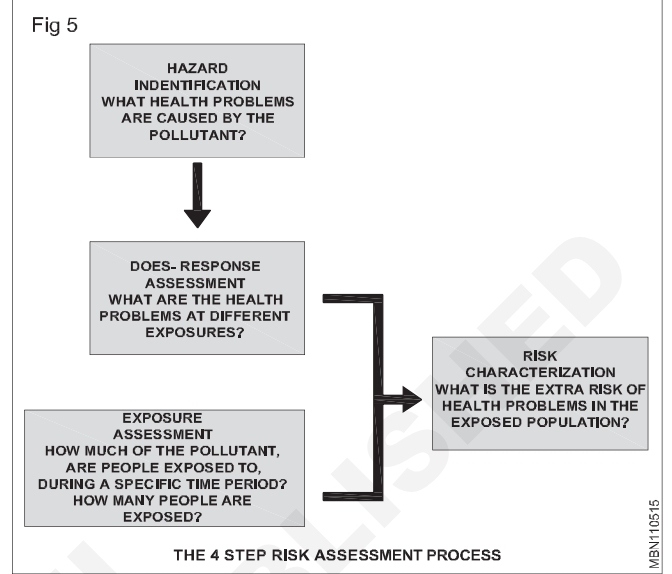 Fig 5
HAZARD
INDENTIFICATION
WHAT HEALTH PROBLEMS
ARE CAUSED BY THE
POLLUTANT?
DOES- RESPONSE
ASSESSMENT
WHAT ARE THE HEALTH
PROBLEMS AT DIFFERENT
EXPOSURES?
EXPOSURE
ASSESSMENT
HOW MUCH OF THE POLLUTANT,
ARE PEOPLE EXPOSED TO,
DURING A SPECIFIC TIME PERIOD?
HOW MANY PEOPLE ARE
EXPOSED?
RISK
CHARACTERIZATION
WHAT IS THE EXTRA RISK OF
HEALTH PROBLEMS IN THE
EXPOSED POPULATION?
THE 4 STEP RISK ASSESSMENT PROCESS
MBN110515